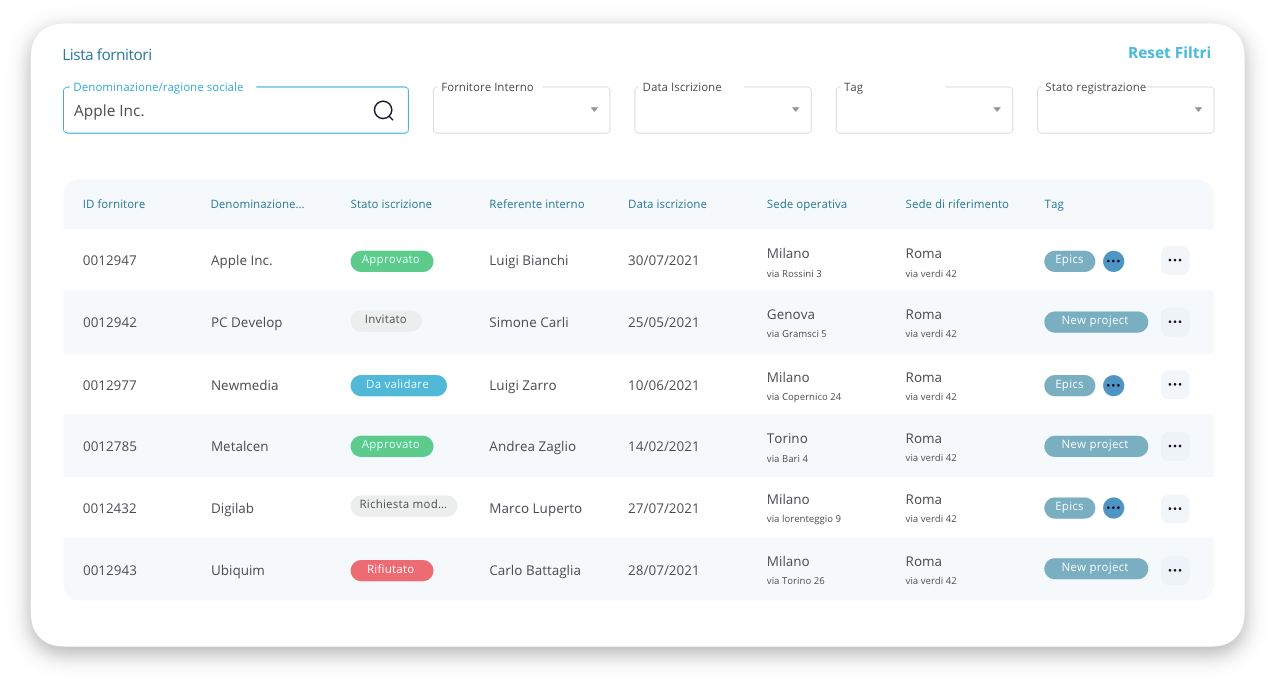 Lista fornitori
Reset Filtri
Denominazione/ragione sociale
Fornitore Interno
Data Iscrizione
Tag
Stato registrazione
Apple Inc.
ID fornitore Denominazione... Stato iscrizione Referente interno Data iscrizione Sede operativa Sede di riferimento Tag
0012947 Apple Inc. Approvato Luigi Bianchi 30/07/2021 Milano Roma Epics
via Rossini 3 via verdi 42
0012942 PC Develop Invitato Simone Carli 25/05/2021 Genova Roma New project
via Gramsci 5 via verdi 42
0012977 Newmedia Da validare Luigi Zarro 10/06/2021 Milano Roma Epics
via Copernico 24 via verdi 42
0012785 Metalcen Approvato Andrea Zaglio 14/02/2021 Torino Roma New project
via Bari 4 via verdi 42
0012432 Digilab Richiesta mod... Marco Luperto 27/07/2021 Milano Roma Epics
via lorenteggio 9 via verdi 42
0012943 Ubiquim Rifiutato Carlo Battaglia 28/07/2021 Milano Roma New project
via Torino 26 via verdi 42